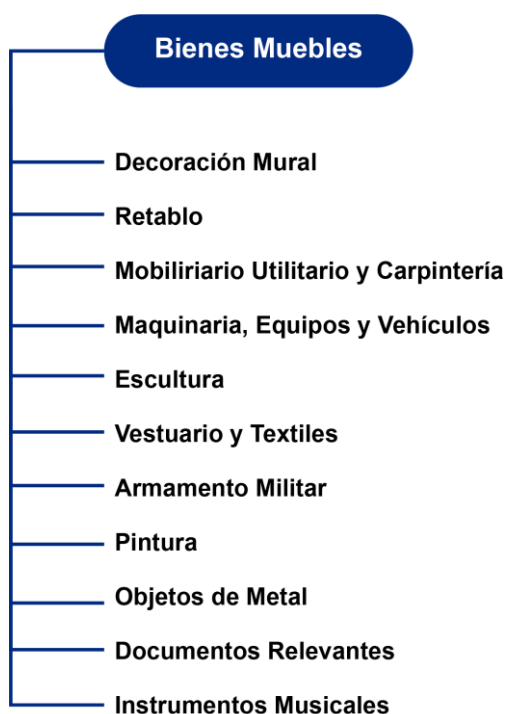 Bienes Muebles
Decoración Mural
Retablo
Mobiliriario Utilitario y Carpintería
Maquinaria, Equipos y Vehículos
Escultura
Vestuario y Textiles
Armamento Militar
Pintura
Objetos de Metal
Documentos Relevantes
Instrumentos Musicales